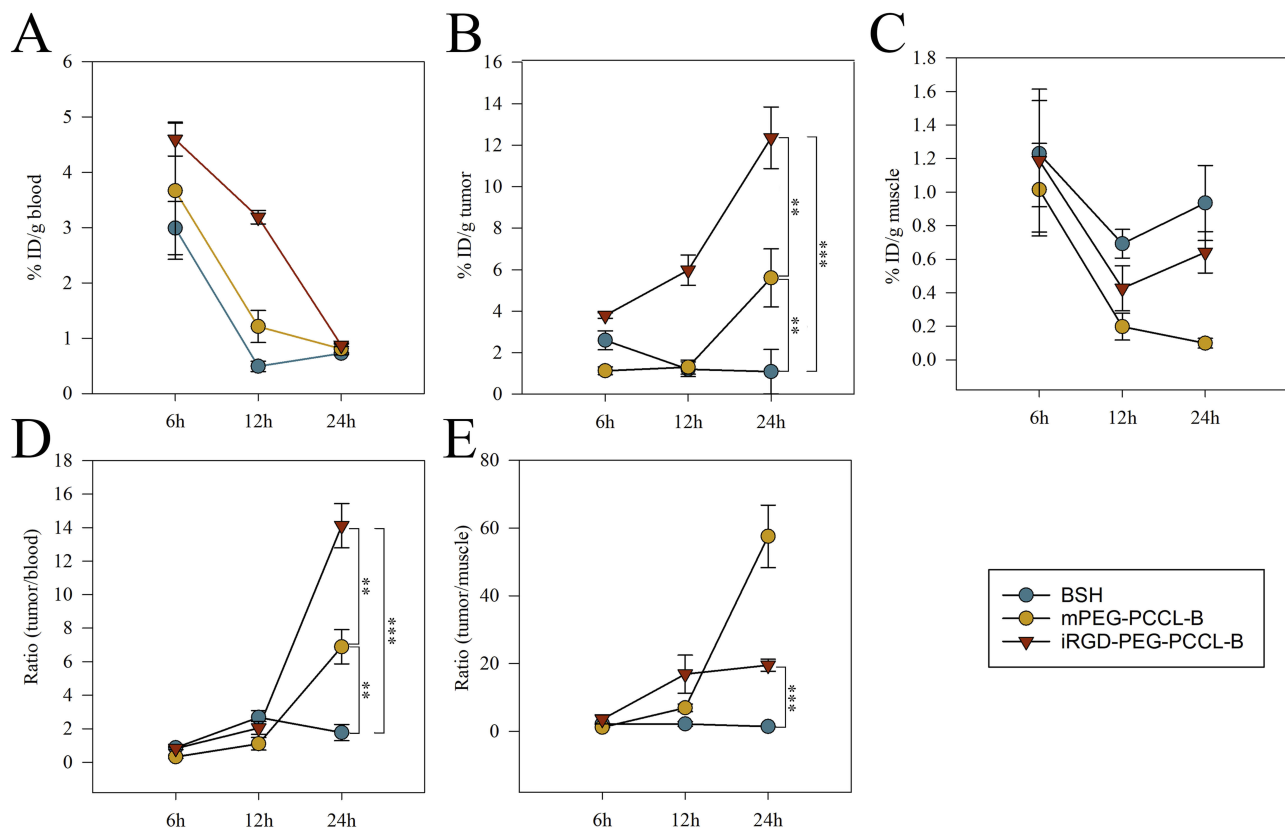 A
% ID/g blood
6
5
4
3
2
1
0
6h
12h
24h
B
% ID/g tumor
16
14
12
10
8
6
4
2
0
6h
12h
24h
**
**
***
C
% ID/g muscle
1.8
1.6
1.4
1.2
1.0
0.8
0.6
0.4
0.2
0.0
6h
12h
24h
D
Ratio (tumor/blood)
18
16
14
12
10
8
6
4
2
0
6h
12h
24h
**
**
***
E
Ratio (tumor/muscle)
80
60
40
20
0
6h
12h
24h
***
BSH
mPEG-PCCL-B
iRGD-PEG-PCCL-B